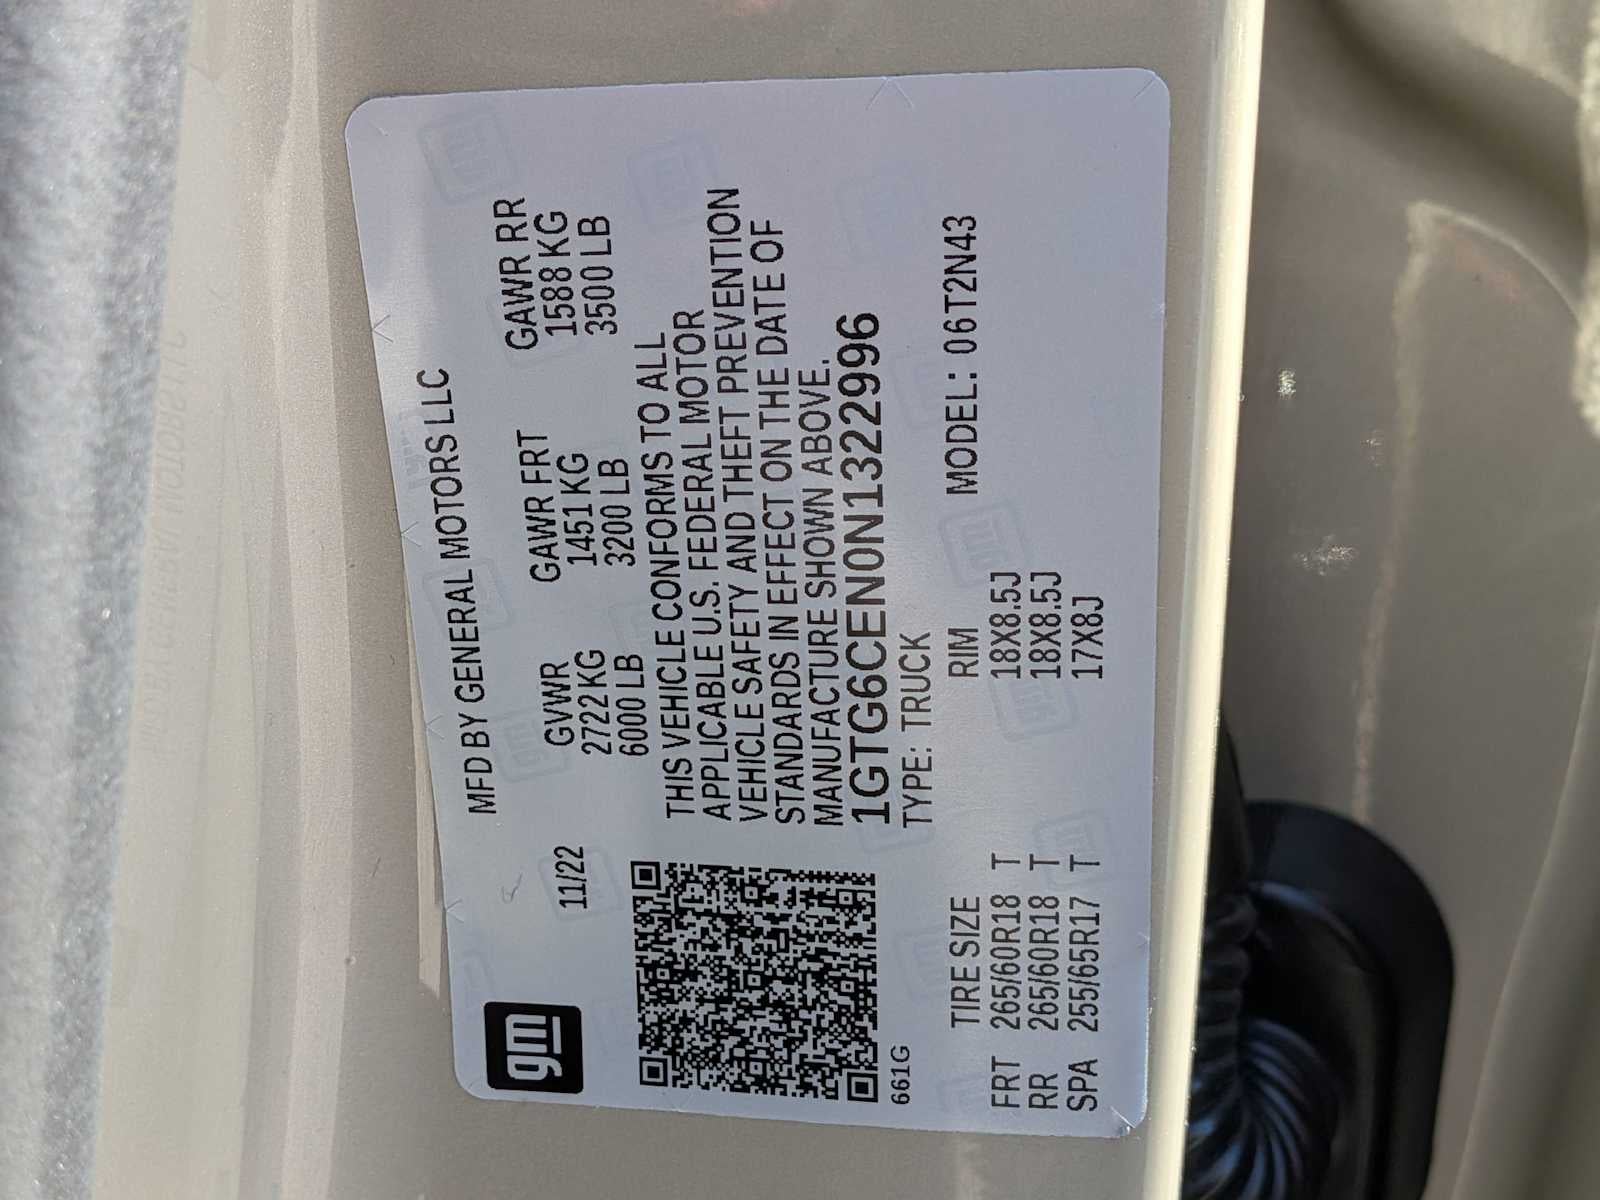 gm
11/22
MFD BY GENERAL MOTORS LLC
GVWR GAWR FRT GAWR RR
2722 KG 1451 KG 1588 KG
6000 LB 3200 LB 3500 LB
THIS VEHICLE CONFORMS TO ALL
APPLICABLE U.S. FEDERAL MOTOR
VEHICLE SAFETY AND THEFT PREVENTION
STANDARDS IN EFFECT ON THE DATE OF
MANUFACTURE SHOWN ABOVE.
1GTG6CEN0N1322996
661G
TYPE: TRUCK
TIRE SIZE RIM MODEL: 06T2N43
FRT 265/60R18 T 18X8.5J
RR 265/60R18 T 18X8.5J
SPA 255/65R17 T 17X8J